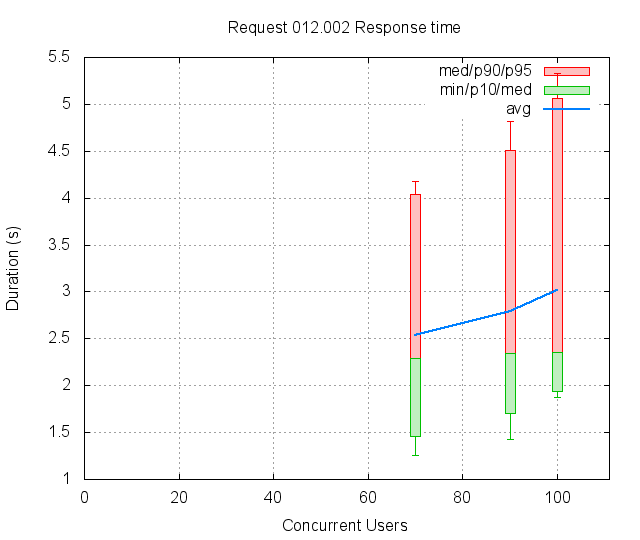 Request 012.002 Response time
med/p90/p95
min/p10/med
avg
Duration (s)
5.5
5
4.5
4
3.5
3
2.5
2
1.5
1
0 20 40 60 80 100
Concurrent Users